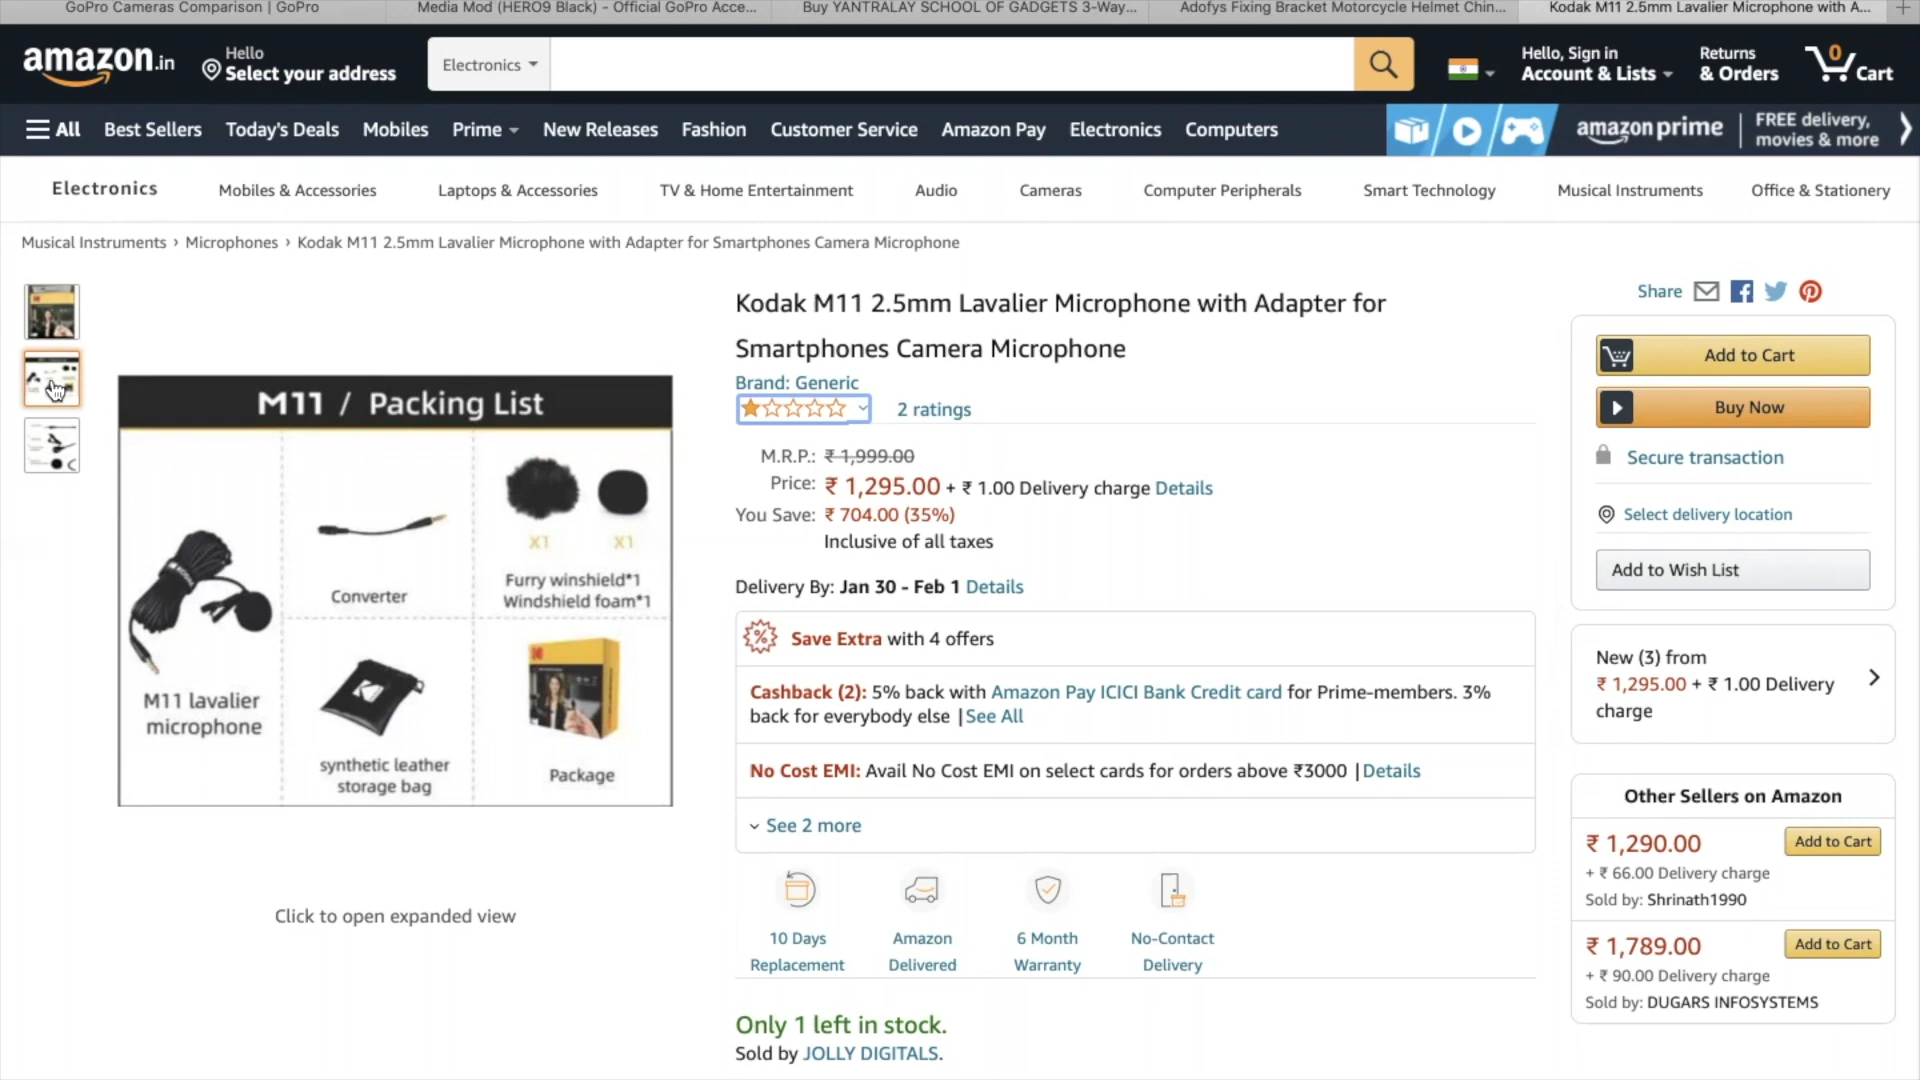 GoPro Cameras Comparison | GoPro
Media Mod (HERO9 Black) - Official GoPro Acce...
Buy YANTRALAY SCHOOL OF GADGETS 3-Way...
Adofys Fixing Bracket Motorcycle Helmet Chin...
Kodak M11 2.5mm Lavalier Microphone with A...
amazon.in
Hello
Select your address
Electronics
Hello, Sign in
Account & Lists
Returns
& Orders
0
Cart
All
Best Sellers
Today's Deals
Mobiles
Prime
New Releases
Fashion
Customer Service
Amazon Pay
Electronics
Computers
amazon prime
FREE delivery,
movies & more
Electronics
Mobiles & Accessories
Laptops & Accessories
TV & Home Entertainment
Audio
Cameras
Computer Peripherals
Smart Technology
Musical Instruments
Office & Stationery
Musical Instruments › Microphones › Kodak M11 2.5mm Lavalier Microphone with Adapter for Smartphones Camera Microphone
M11 / Packing List
M11 lavalier
microphone
Converter
X1
X1
Furry winshield*1
Windshield foam*1
synthetic leather
storage bag
Package
Click to open expanded view
Kodak M11 2.5mm Lavalier Microphone with Adapter for
Smartphones Camera Microphone
Brand: Generic
2 ratings
M.R.P.: ₹ 1,999.00
Price: ₹ 1,295.00 + ₹ 1.00 Delivery charge Details
You Save: ₹ 704.00 (35%)
Inclusive of all taxes
Delivery By: Jan 30 - Feb 1 Details
Save Extra with 4 offers
Cashback (2): 5% back with Amazon Pay ICICI Bank Credit card for Prime-members. 3%
back for everybody else | See All
No Cost EMI: Avail No Cost EMI on select cards for orders above ₹3000 | Details
See 2 more
10 Days
Replacement
Amazon
Delivered
6 Month
Warranty
No-Contact
Delivery
Only 1 left in stock.
Sold by JOLLY DIGITALS.
Share
Add to Cart
Buy Now
Secure transaction
Select delivery location
Add to Wish List
New (3) from
₹ 1,295.00 + ₹ 1.00 Delivery
charge
Other Sellers on Amazon
₹ 1,290.00
Add to Cart
+ ₹ 66.00 Delivery charge
Sold by: Shrinath1990
₹ 1,789.00
Add to Cart
+ ₹ 90.00 Delivery charge
Sold by: DUGARS INFOSYSTEMS